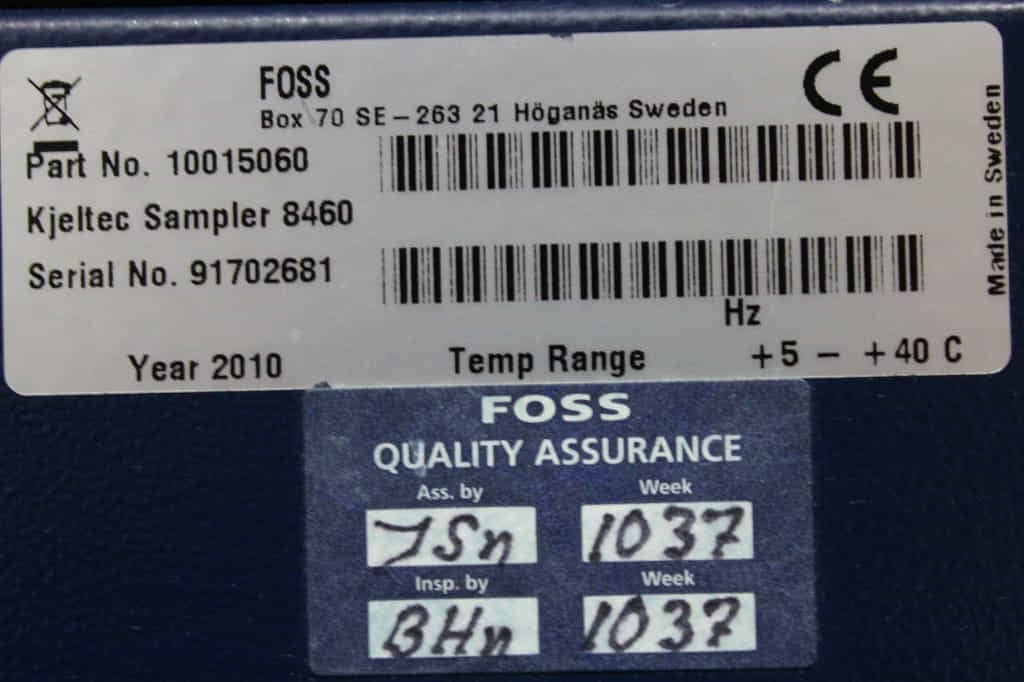 FOSS
Box 70 SE-263 21 Höganäs Sweden
CE
Part No. 10015060
Kjeltec Sampler 8460
Serial No. 91702681
Hz
Year 2010 Temp Range +5 - +40 C
Made in Sweden
FOSS
QUALITY ASSURANCE
Ass. by Week
JSn 1037
Insp. by Week
BHn 1037